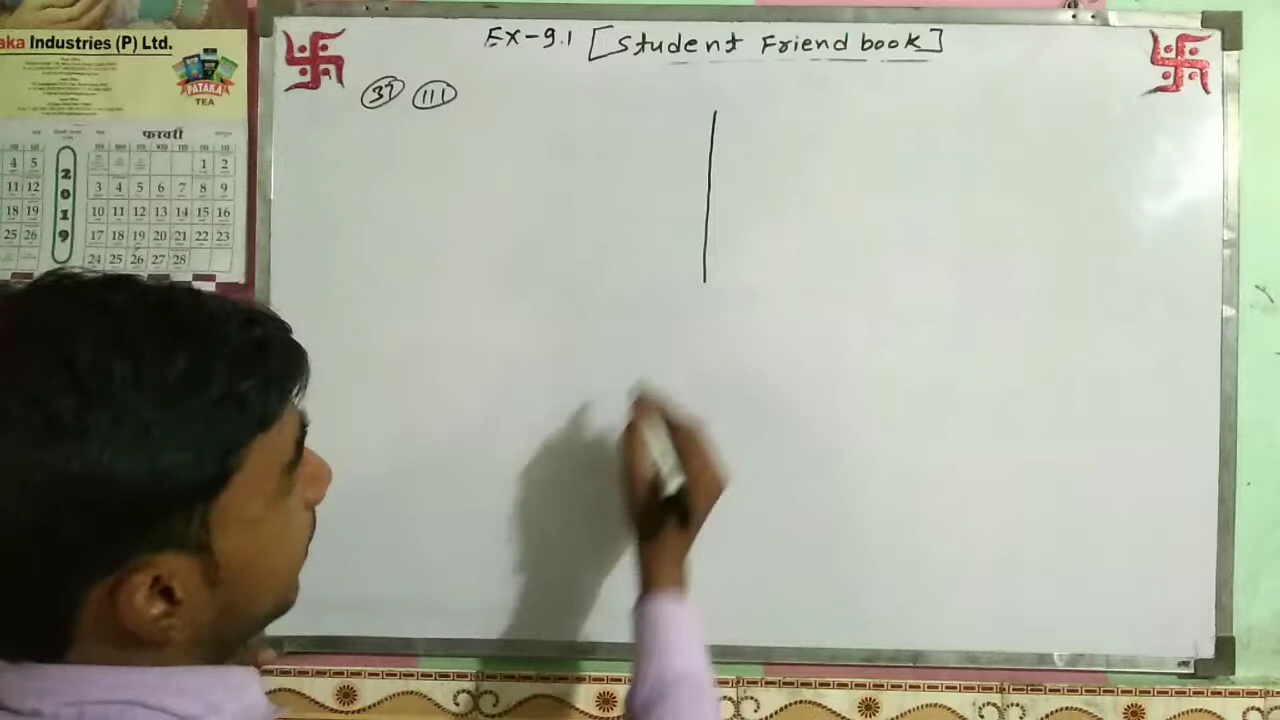 EX-9.1 [Student Friend book]
37 111
aka Industries (P) Ltd.
PATAKA
TEA
फरवरी
2019
1 2
4 5 3 4 5 6 7 8 9
11 12 10 11 12 13 14 15 16
18 19 17 18 19 20 21 22 23
25 26 24 25 26 27 28